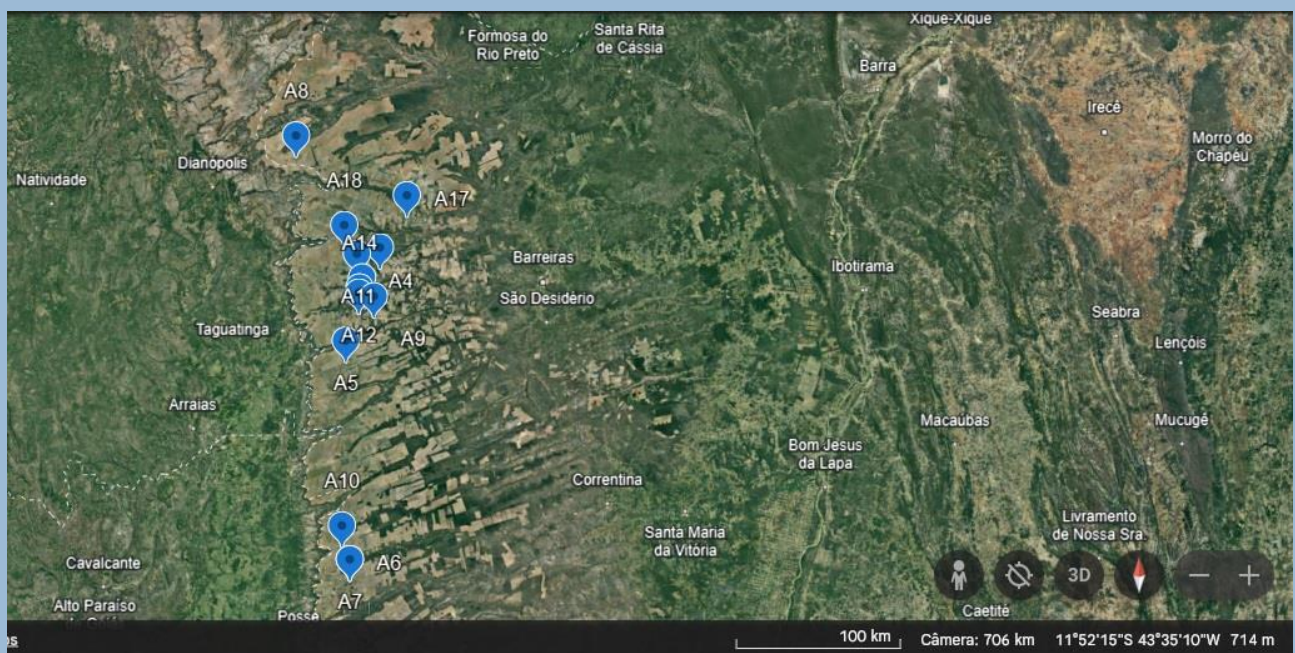 Xique-Xique
Santa Rita
de Cássia
Formosa do
Rio Preto
Barra
A8
Irecê
Morro do
Chapéu
Dianópolis
Natividade
A18
A17
A14
Barreiras
Ibotirama
A4
A11
São Desidério
Seabra
Taguatinga
A12
A9
Lençóis
A5
Arraias
Macaúbas
Mucugê
Bom Jesus
da Lapa
A10
Correntina
Livramento
de Nossa Sra.
Santa Maria
da Vitória
Cavalcante
A6
3D
A7
Alto Paraíso
Posse
Caetité
100 km
Câmera: 706 km
11°52'15"S 43°35'10"W
714 m